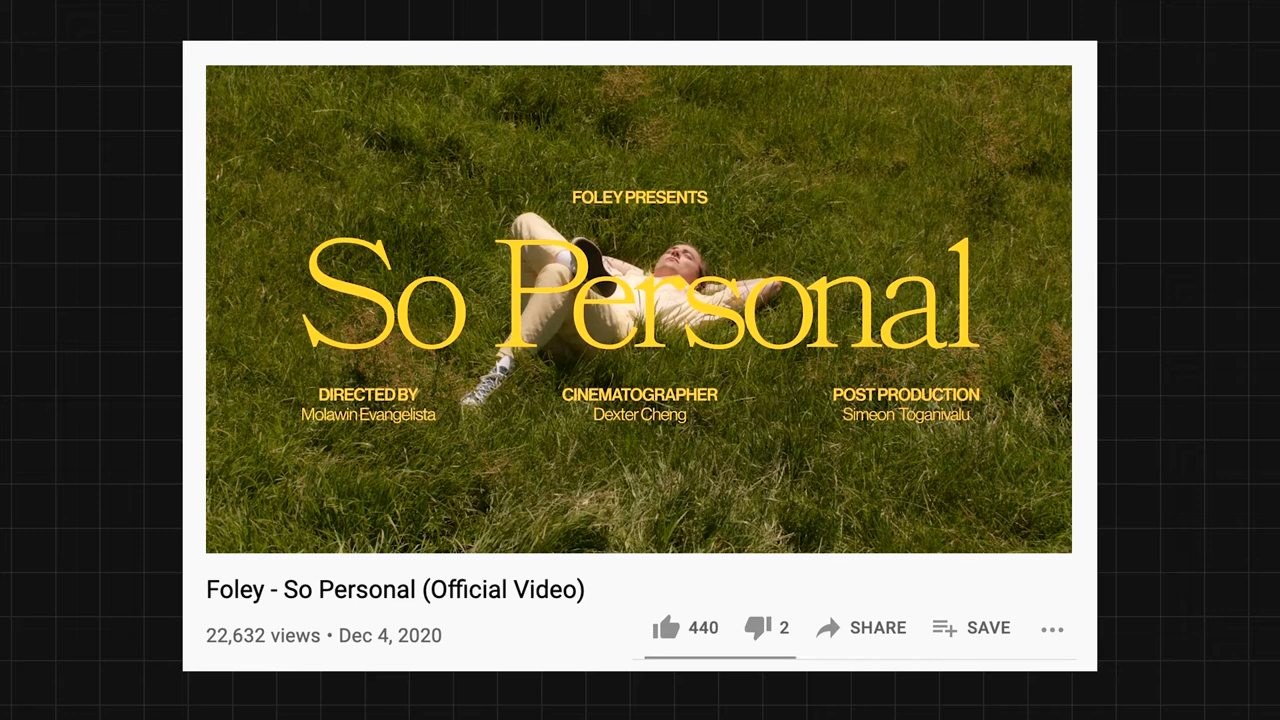 FOLEY PRESENTS
So Personal
DIRECTED BY CINEMATOGRAPHER POST PRODUCTION
Molawin Evangelista Dexter Cheng Simeon Toganivalu
Foley - So Personal (Official Video)
22,632 views • Dec 4, 2020 440 2 SHARE SAVE